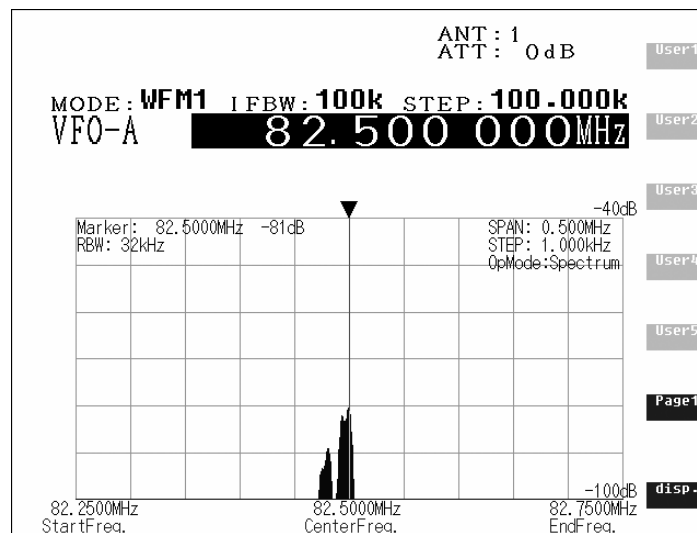 ANT:1
ATT: 0dB
User1
MODE:WFM1 IFBW:100k STEP:100.000k
User2
VFO-A 82.500 000MHz
User3
-40dB
Marker: 82.5000MHz -81dB SPAN: 0.500MHz
RBW: 32kHz STEP: 1.000kHz
OpMode:Spectrum
User4
User5
Page1
-100dB
disp.
82.2500MHz 82.5000MHz 82.7500MHz
StartFreq. CenterFreq. EndFreq.